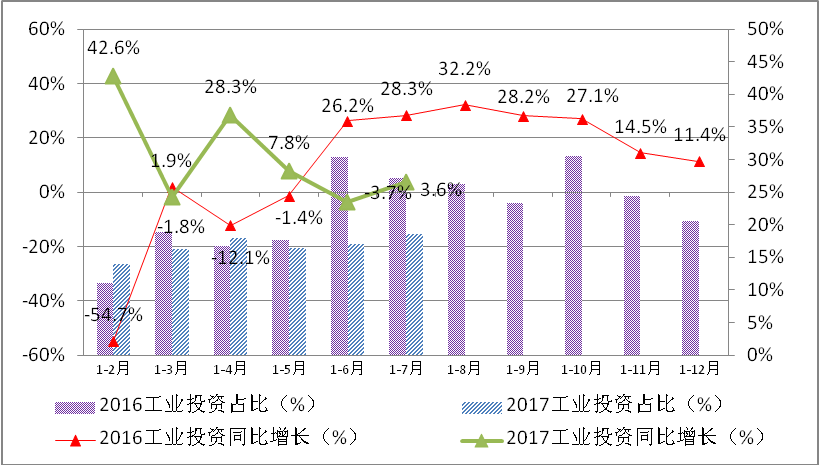 60% 50%
42.6% 32.2%
28.3% 26.2% 28.3% 28.2% 27.1%
45%
40% 40%
7.8% 14.5% 11.4%
35%
20% 1.9% 30%
0% -1.8% -1.4% -3.7% 3.6% 25%
-20% -12.1% 20%
15%
-40% -54.7% 10%
5%
-60% 0%
1-2月 1-3月 1-4月 1-5月 1-6月 1-7月 1-8月 1-9月 1-10月 1-11月 1-12月
2016工业投资占比（%） 2017工业投资占比（%）
2016工业投资同比增长（%） 2017工业投资同比增长（%）